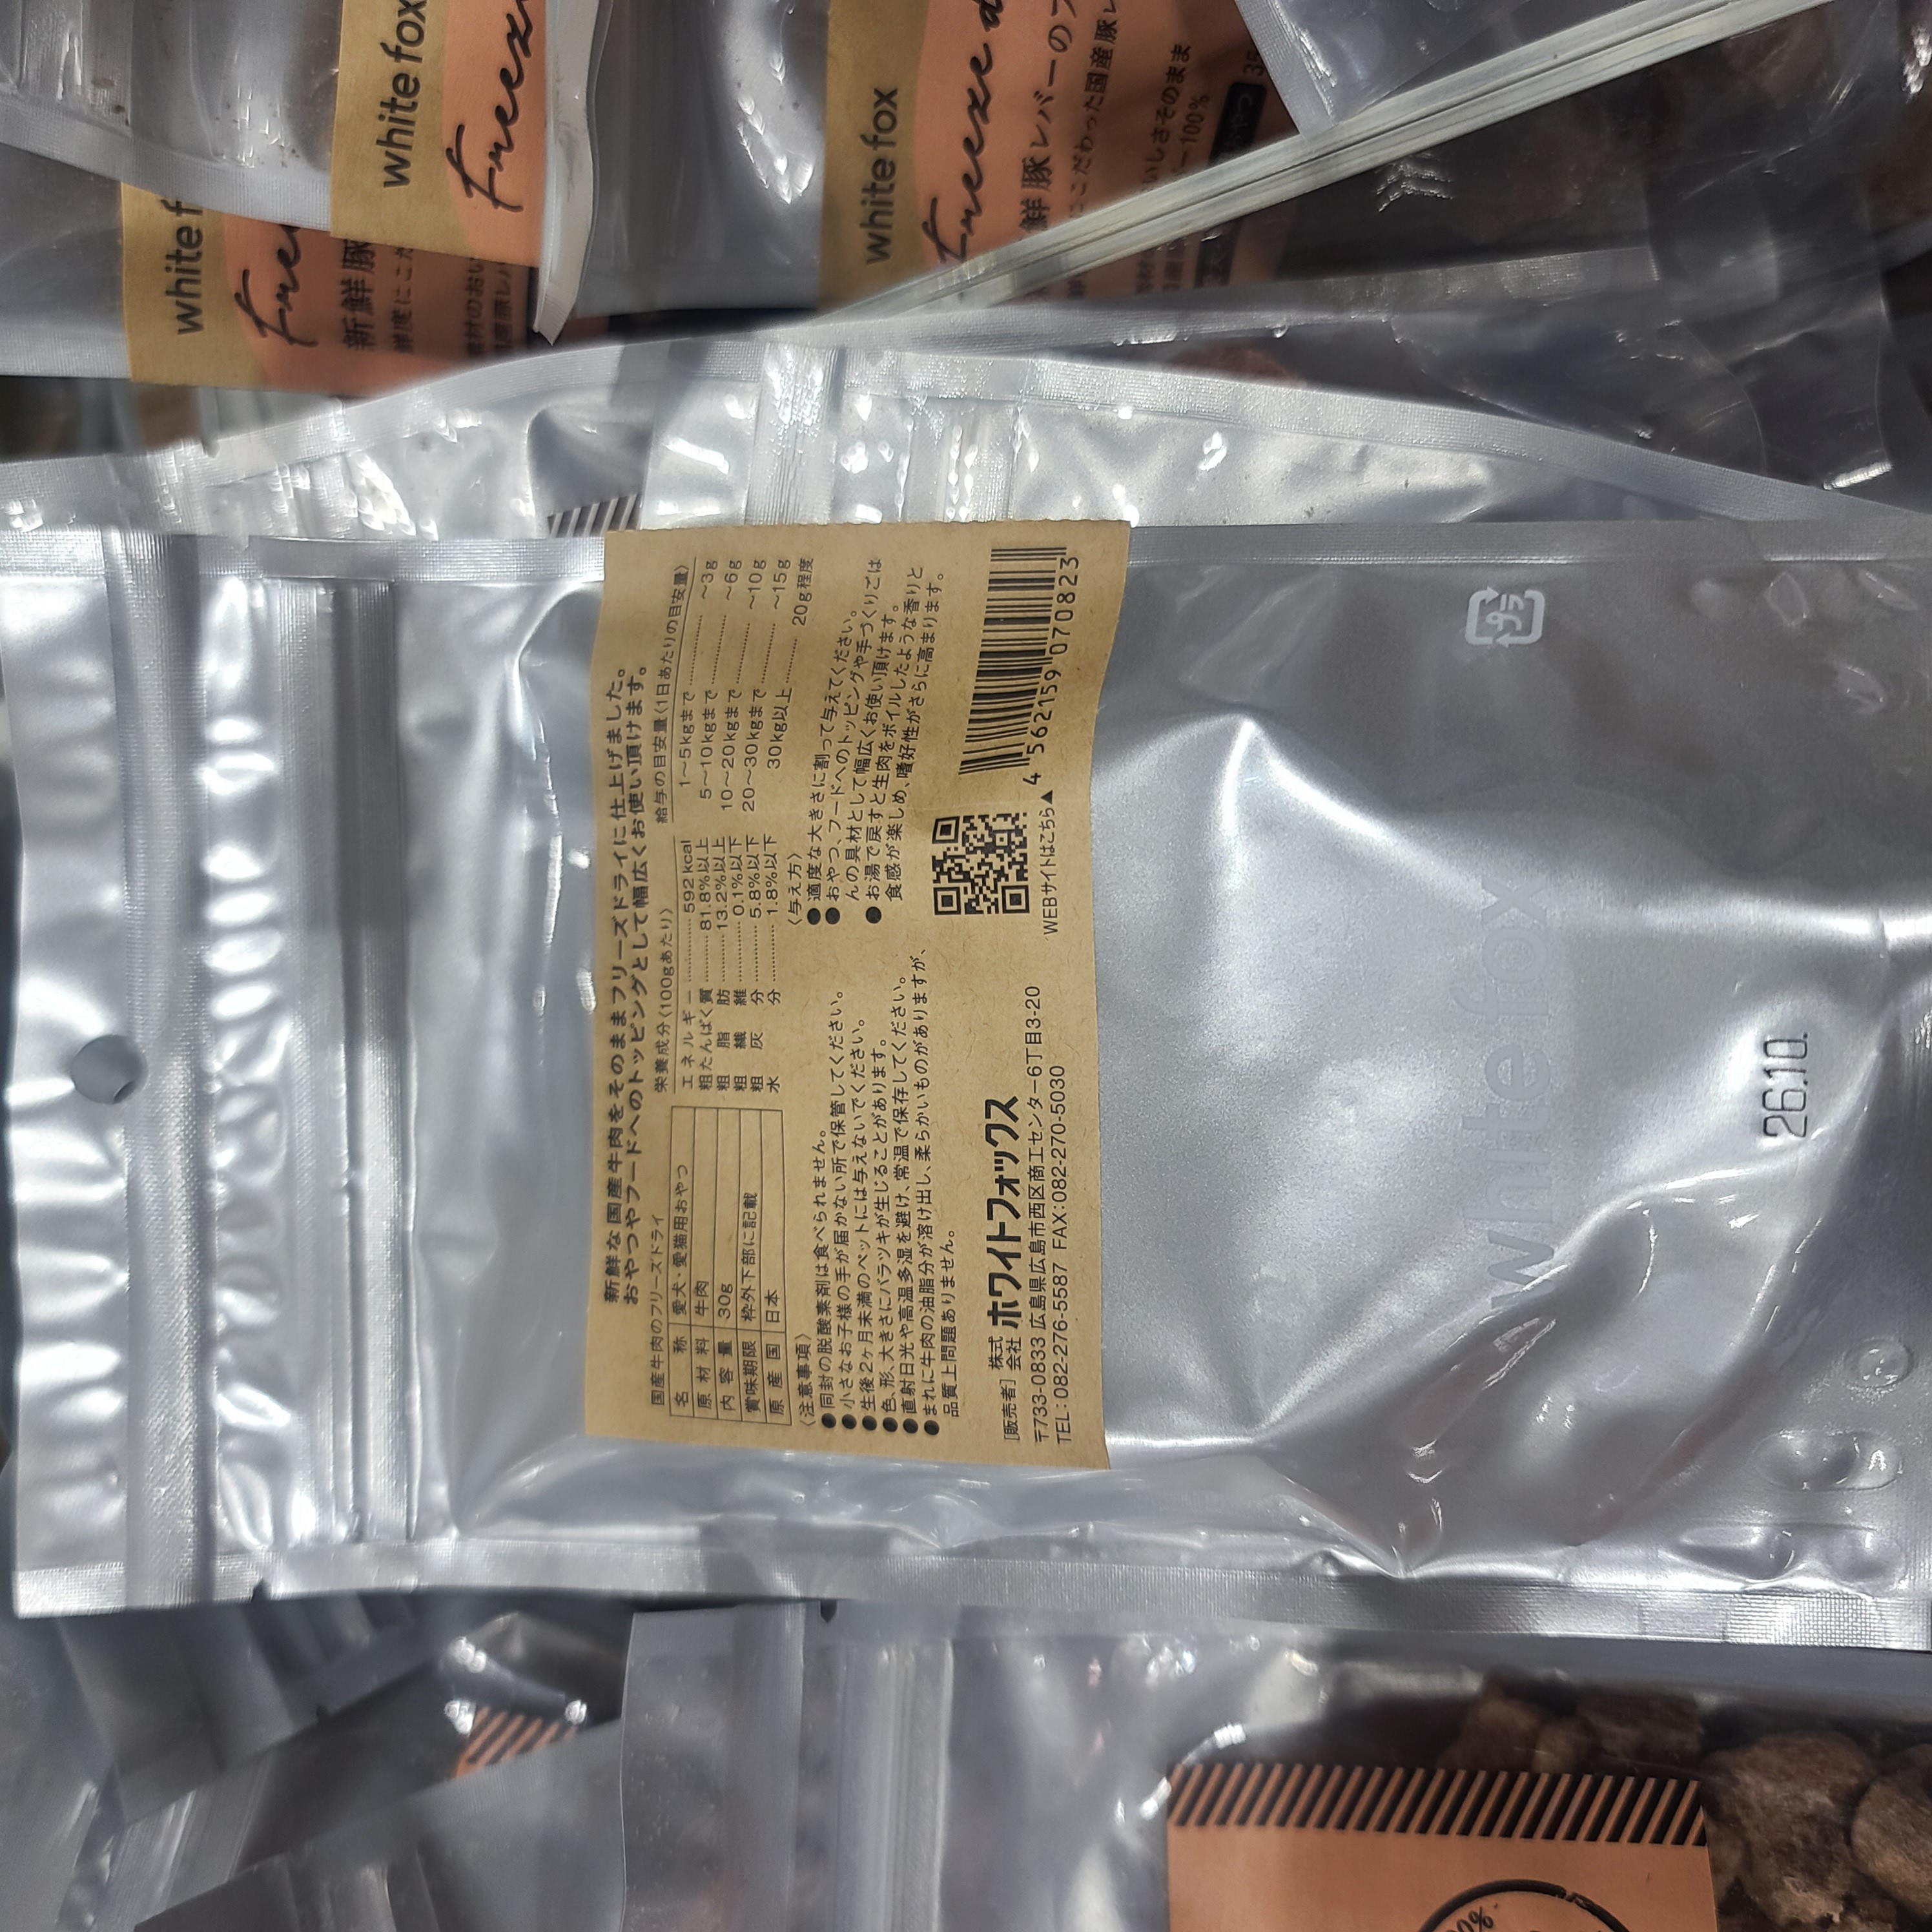 新鮮な国産牛肉をそのままフリーズドライに仕上げました。
おやつやフードへのトッピングとして幅広くお使い頂けます。
国産牛肉のフリーズドライ
名称 愛犬・愛猫用おやつ
原材料 牛肉
内容量 30g
賞味期限 枠外下部に記載
原産国 日本
栄養成分〈100gあたり〉
エネルギー 592kcal
粗たんぱく質 81.8%以上
粗脂肪 13.2%以上
粗繊維 0.1%以下
粗灰分 5.8%以下
水分 1.8%以下
給与の目安量〈1日あたりの目安量〉
1〜5kgまで 〜3g
5〜10kgまで 〜6g
10〜20kgまで 〜10g
20〜30kgまで 〜15g
30kg以上 20g程度
〈注意事項〉
●同封の脱酸素剤は食べられません。
●小さなお子様の手が届かない所で保管してください。
●生後2ヶ月未満のペットには与えないでください。
●色、形、大きさにバラツキが生じることがあります。
●直射日光や高温多湿を避け、常温で保存してください。
●まれに牛肉の油脂分が溶け出し、柔らかいものがありますが、
品質上問題ありません。
〈与え方〉
●適度な大きさに割って与えてください。
●おやつ、フードへのトッピングや手づくりごは
んの具材として幅広くお使い頂けます。
●お湯で戻すと生肉をボイルしたような香りと
食感が楽しめ、嗜好性がさらに高まります。
[販売者] 株式会社 ホワイトフォックス
〒733-0833 広島県広島市西区商工センター6丁目3-20
TEL:082-276-5587 FAX:082-270-5030
WEBサイトはこちら▲
4 562159 070823
プラ
white fox
26.10.
white fox
white fox
Freeze d
鮮豚レバーのフ
にこだわった国産豚レ
いしさそのまま
ー100%
white f
新鮮豚
鮮度にこだ
素材のおい
国産豚レバ